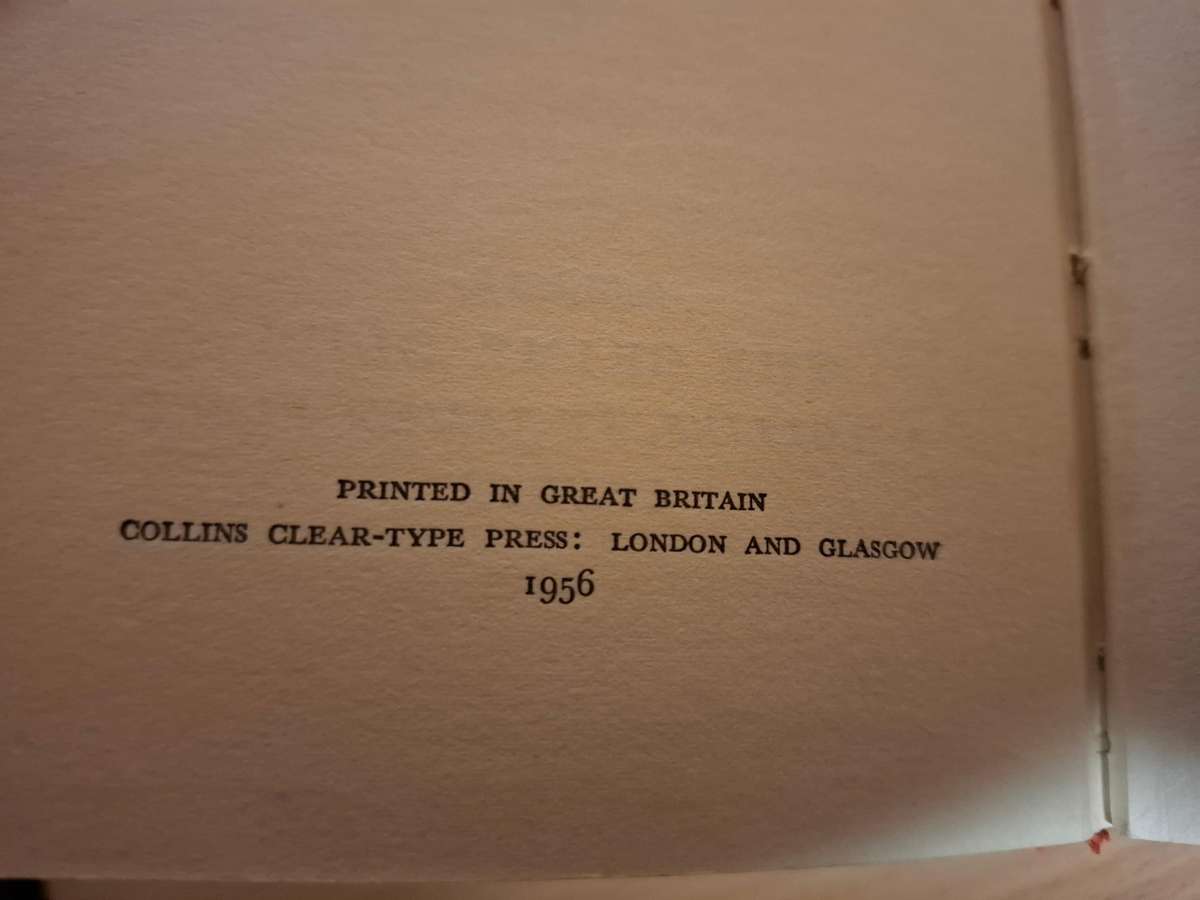 PRINTED IN GREAT BRITAIN
COLLINS CLEAR-TYPE PRESS: LONDON AND GLASGOW
1956